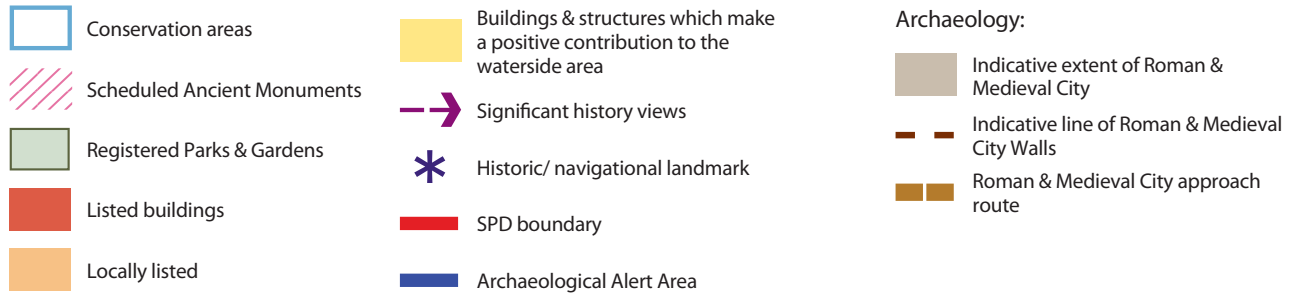 Conservation areas
Scheduled Ancient Monuments
Registered Parks & Gardens
Listed buildings
Locally listed
Buildings & structures which make
a positive contribution to the
waterside area
Significant history views
Historic/ navigational landmark
SPD boundary
Archaeological Alert Area
Archaeology:
Indicative extent of Roman &
Medieval City
Indicative line of Roman & Medieval
City Walls
Roman & Medieval City approach
route